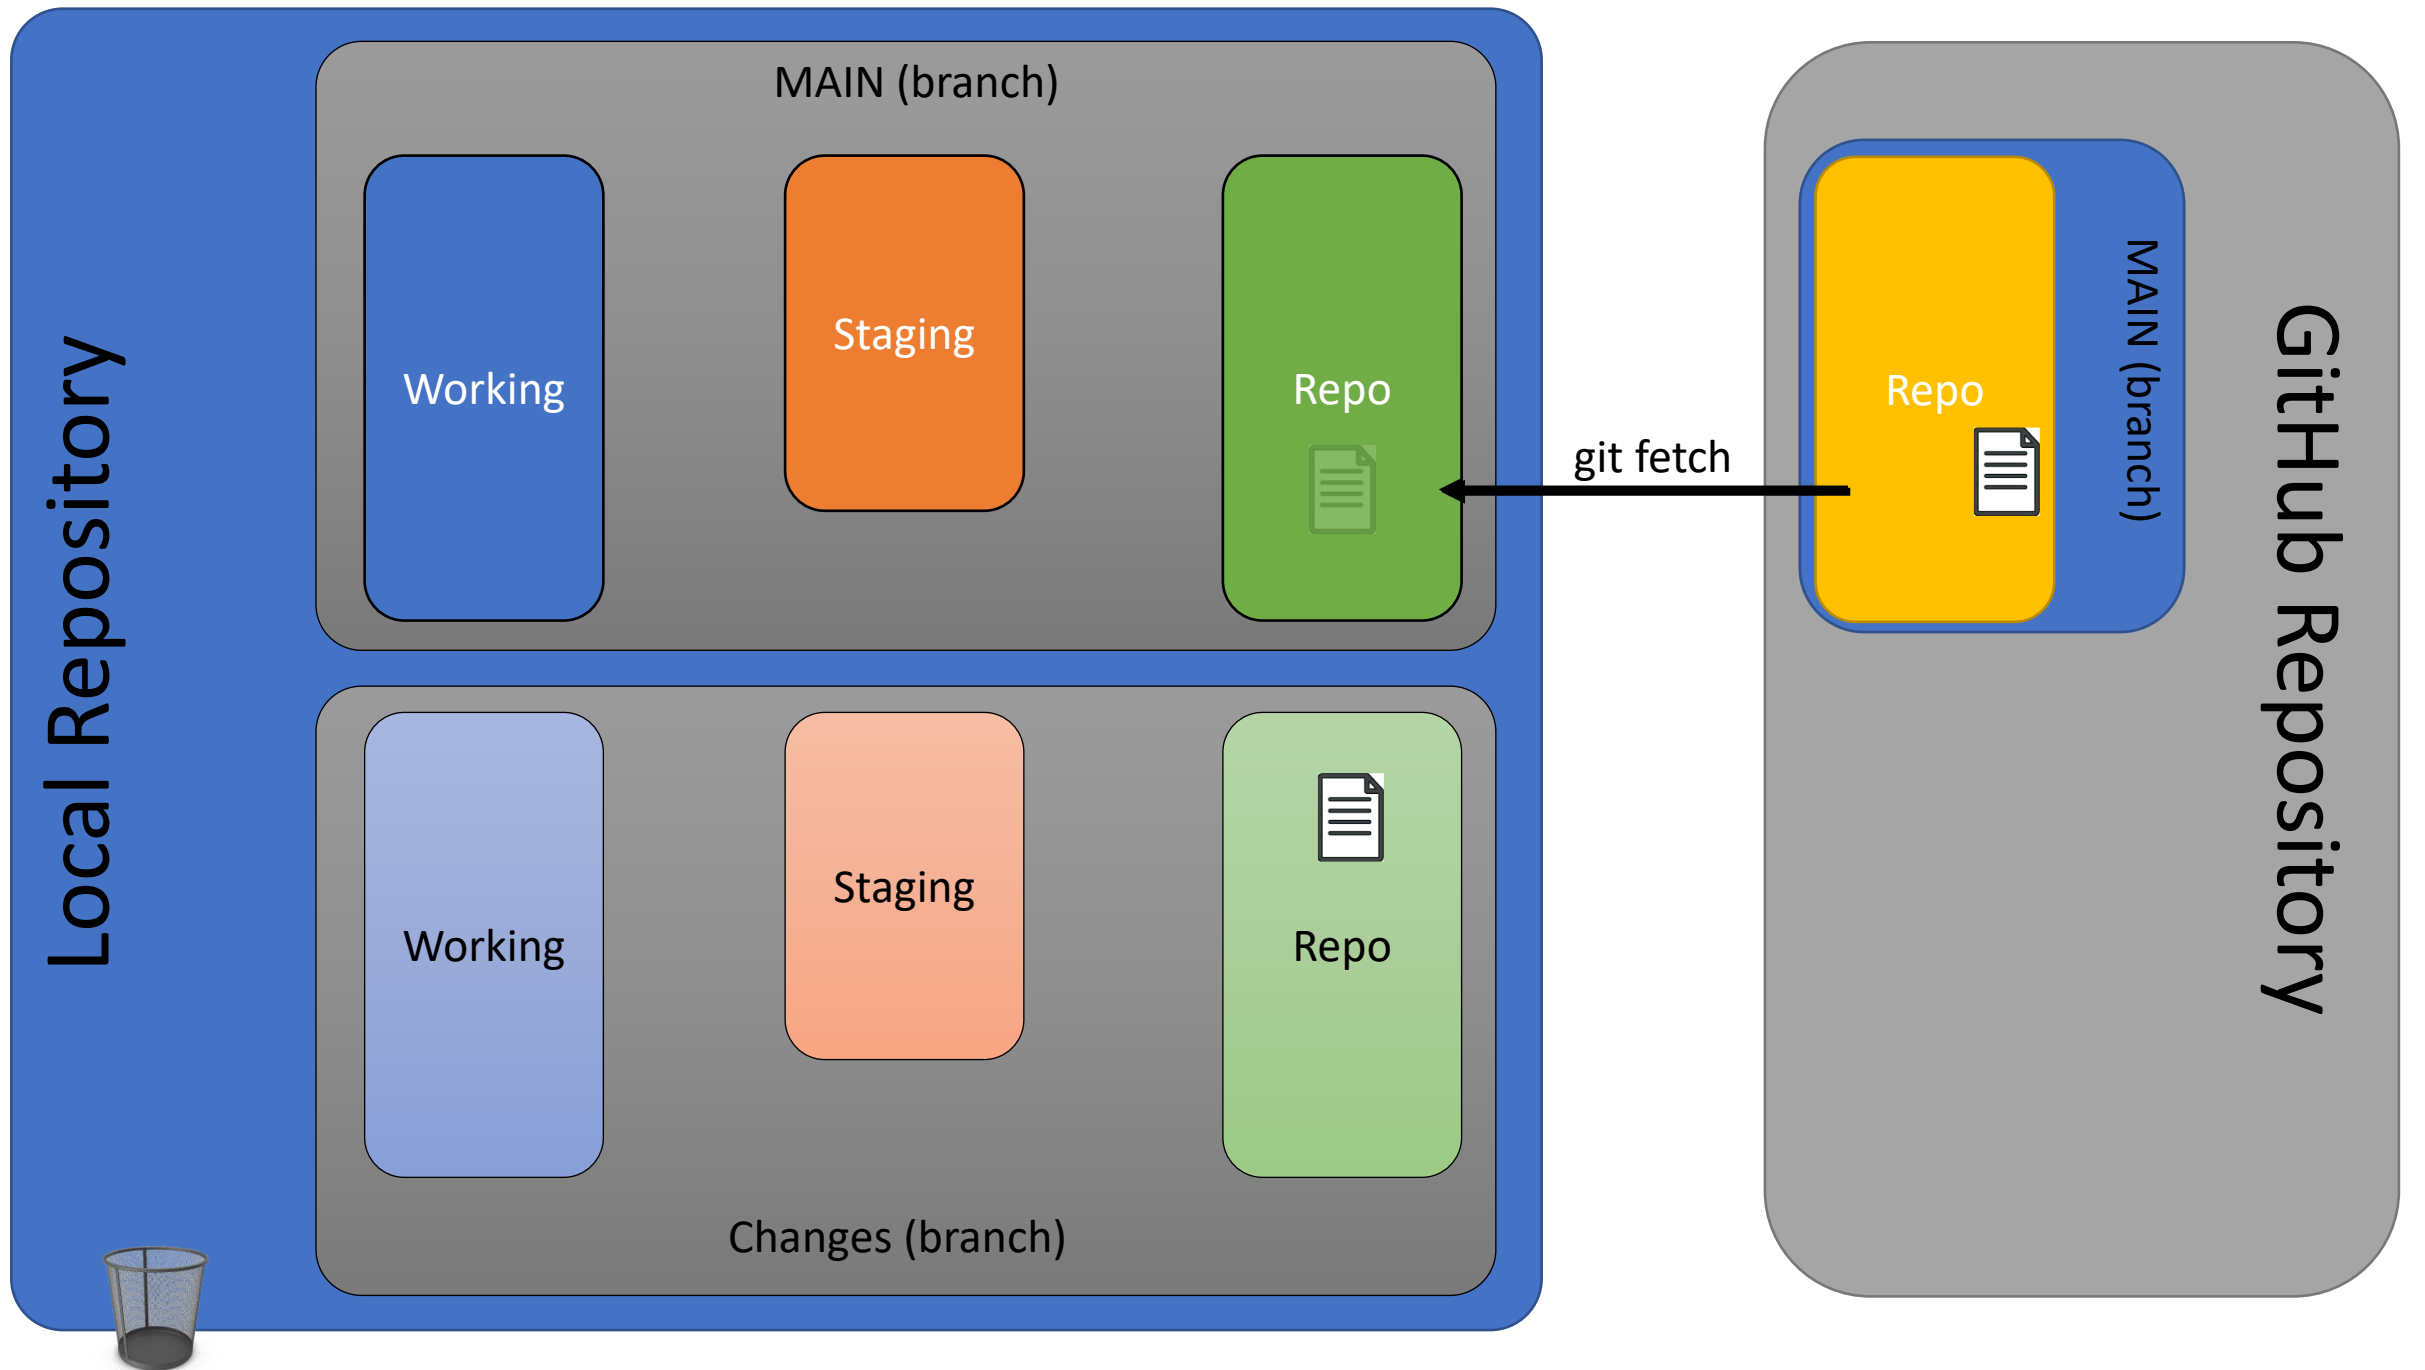 Local Repository
MAIN (branch)
Working
Staging
Repo
git fetch
Repo
MAIN (branch)
GitHub Repository
Working
Staging
Repo
Changes (branch)